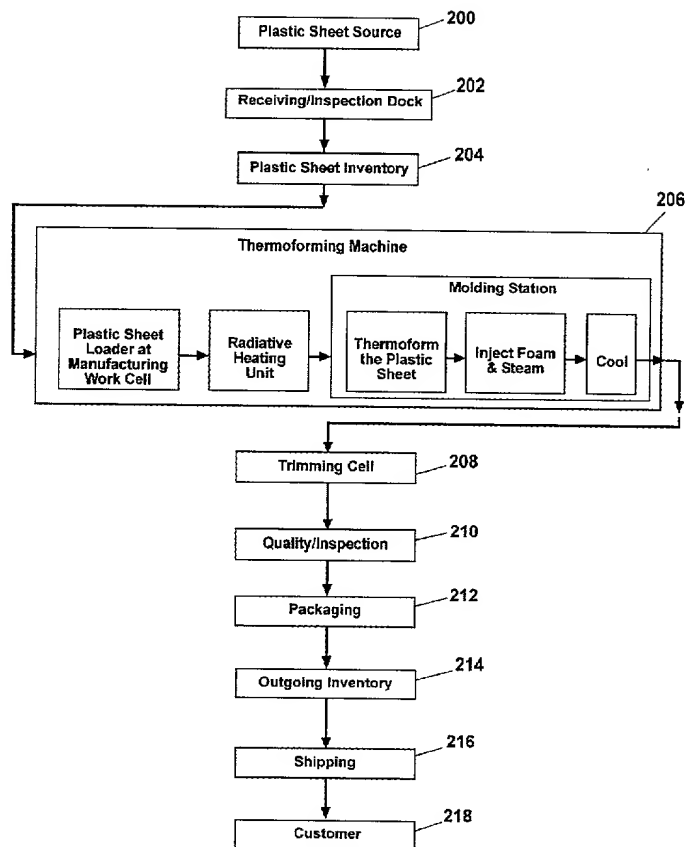 Plastic Sheet Source
200
Receiving/Inspection Dock
202
Plastic Sheet Inventory
204
206
Thermoforming Machine
Molding Station
Plastic Sheet
Loader at
Manufacturing
Work Cell
Radiative
Heating
Unit
Thermoform
the Plastic
Sheet
Inject Foam
& Steam
Cool
Trimming Cell
208
Quality/Inspection
210
Packaging
212
Outgoing Inventory
214
Shipping
216
Customer
218